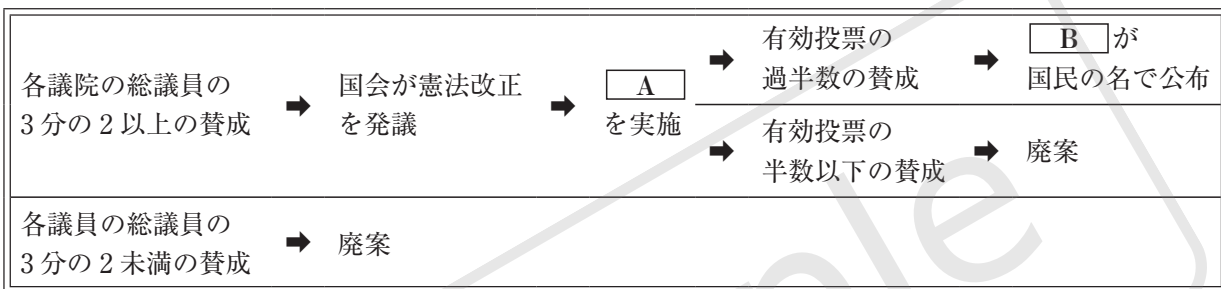 各議院の総議員の
3分の2以上の賛成
➡
国会が憲法改正
を発議
➡
A
を実施
➡
有効投票の
過半数の賛成
➡
B が
国民の名で公布
➡
有効投票の
半数以下の賛成
➡
廃案
各議員の総議員の
3分の2未満の賛成
➡
廃案